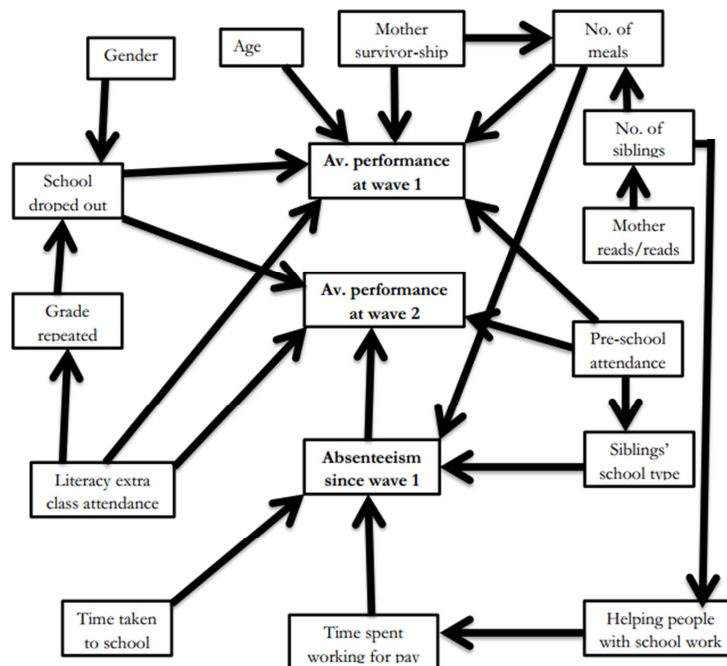 Gender
Age
Mother
survivor-ship
No. of
meals
No. of
siblings
Mother
reads/reads
School
droped out
Av. performance
at wave 1
Grade
repeated
Av. performance
at wave 2
Pre-school
attendance
Literacy extra
class attendance
Absenteeism
since wave 1
Siblings'
school type
Time taken
to school
Time spent
working for pay
Helping people
with school work